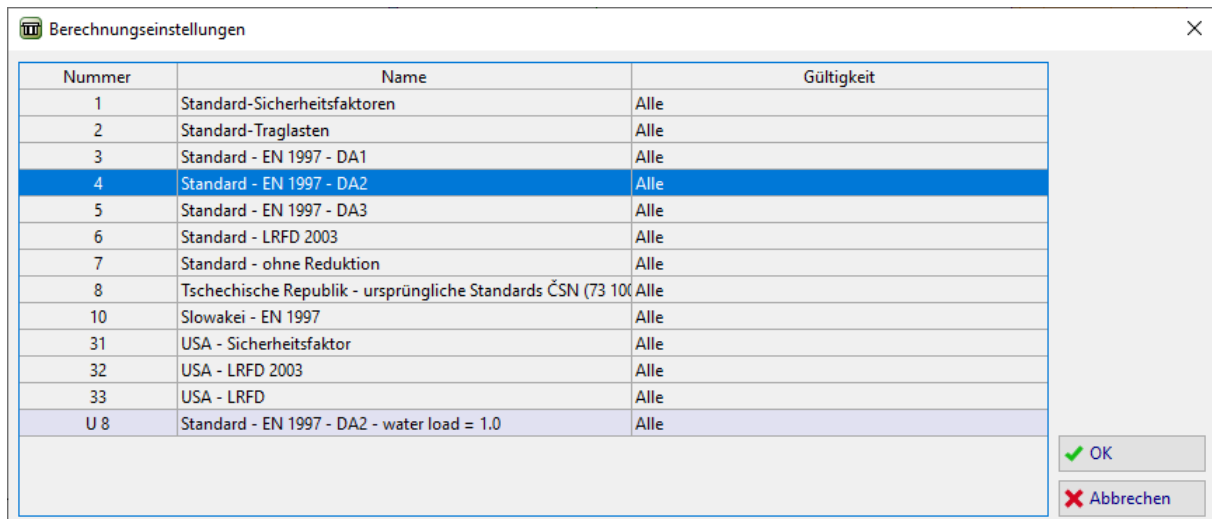 Berechnungseinstellungen
Nummer Name Gültigkeit
1 Standard-Sicherheitsfaktoren Alle
2 Standard-Traglasten Alle
3 Standard - EN 1997 - DA1 Alle
4 Standard - EN 1997 - DA2 Alle
5 Standard - EN 1997 - DA3 Alle
6 Standard - LRFD 2003 Alle
7 Standard - ohne Reduktion Alle
8 Tschechische Republik - ursprüngliche Standards ČSN (73 100 Alle
10 Slowakei - EN 1997 Alle
31 USA - Sicherheitsfaktor Alle
32 USA - LRFD 2003 Alle
33 USA - LRFD Alle
U 8 Standard - EN 1997 - DA2 - water load = 1.0 Alle
OK
Abbrechen